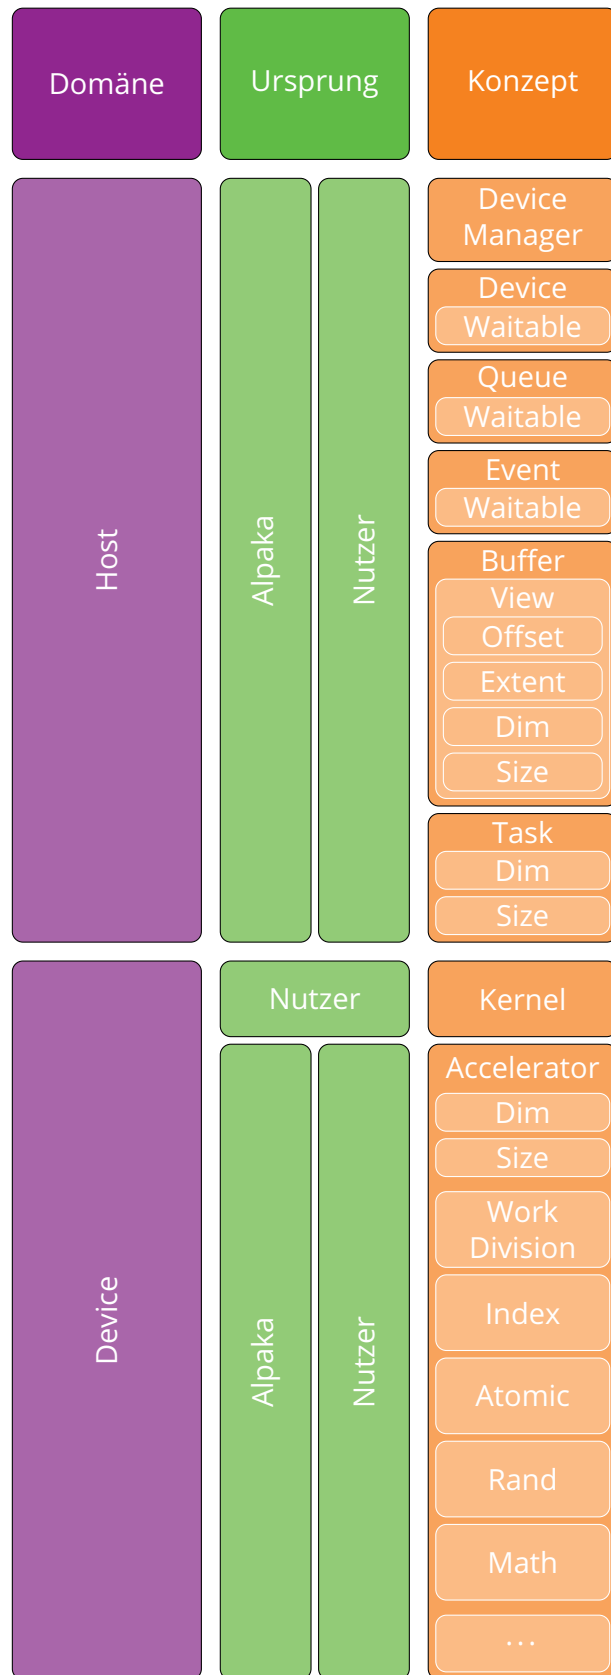 Domäne
Ursprung
Konzept
Host
Alpaka
Nutzer
Device
Manager
Device
Waitable
Queue
Waitable
Event
Waitable
Buffer
View
Offset
Extent
Dim
Size
Task
Dim
Size
Device
Nutzer
Kernel
Alpaka
Nutzer
Accelerator
Dim
Size
Work
Division
Index
Atomic
Rand
Math
...